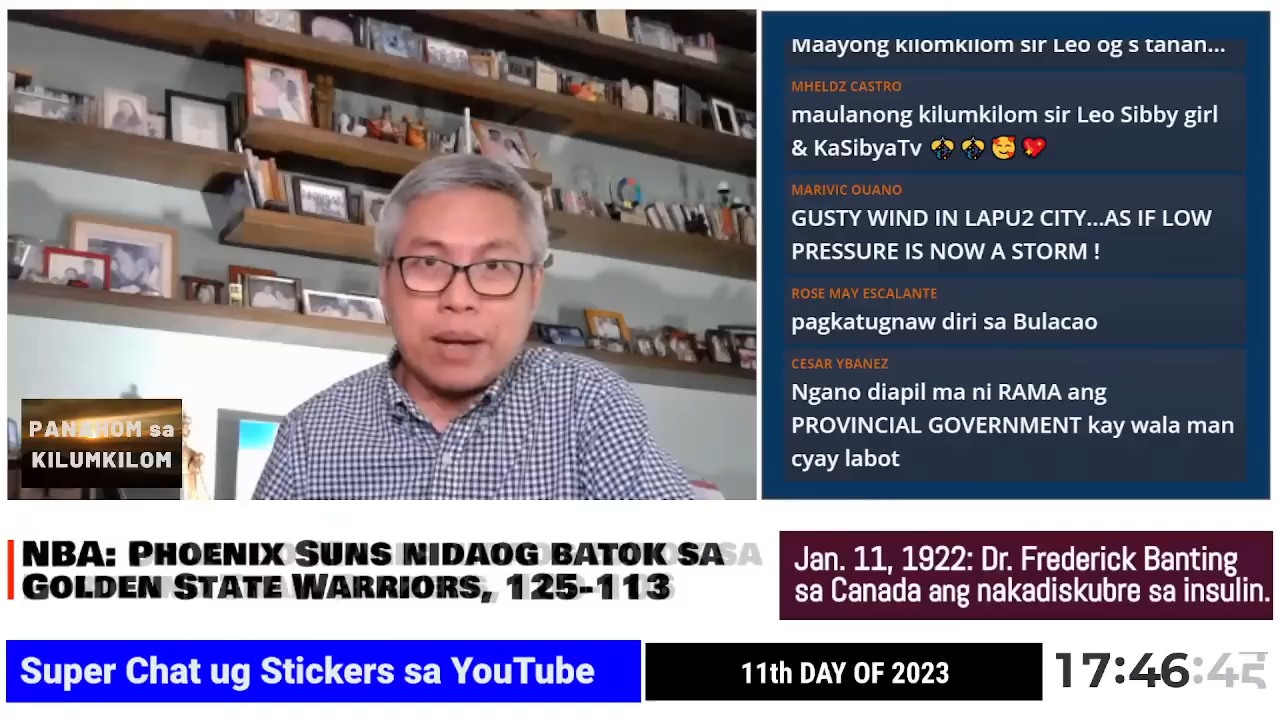 Maayong kilomkilom sir Leo og s tanan...
MHELDZ CASTRO
maulanong kilumkilom sir Leo Sibby girl
& KaSibyaTv
MARIVIC OUANO
GUSTY WIND IN LAPU2 CITY...AS IF LOW
PRESSURE IS NOW A STORM !
ROSE MAY ESCALANTE
pagkatugnaw diri sa Bulacao
CESAR YBANEZ
Ngano diapil ma ni RAMA ang
PROVINCIAL GOVERNMENT kay wala man
cyay labot
PANAHOM sa
KILUMKILOM
NBA: PHOENIX SUNS NIDAOG BATOK SA
GOLDEN STATE WARRIORS, 125-113
Jan. 11, 1922: Dr. Frederick Banting
sa Canada ang nakadiskubre sa insulin.
Super Chat ug Stickers sa YouTube
11th DAY OF 2023
17:46:45